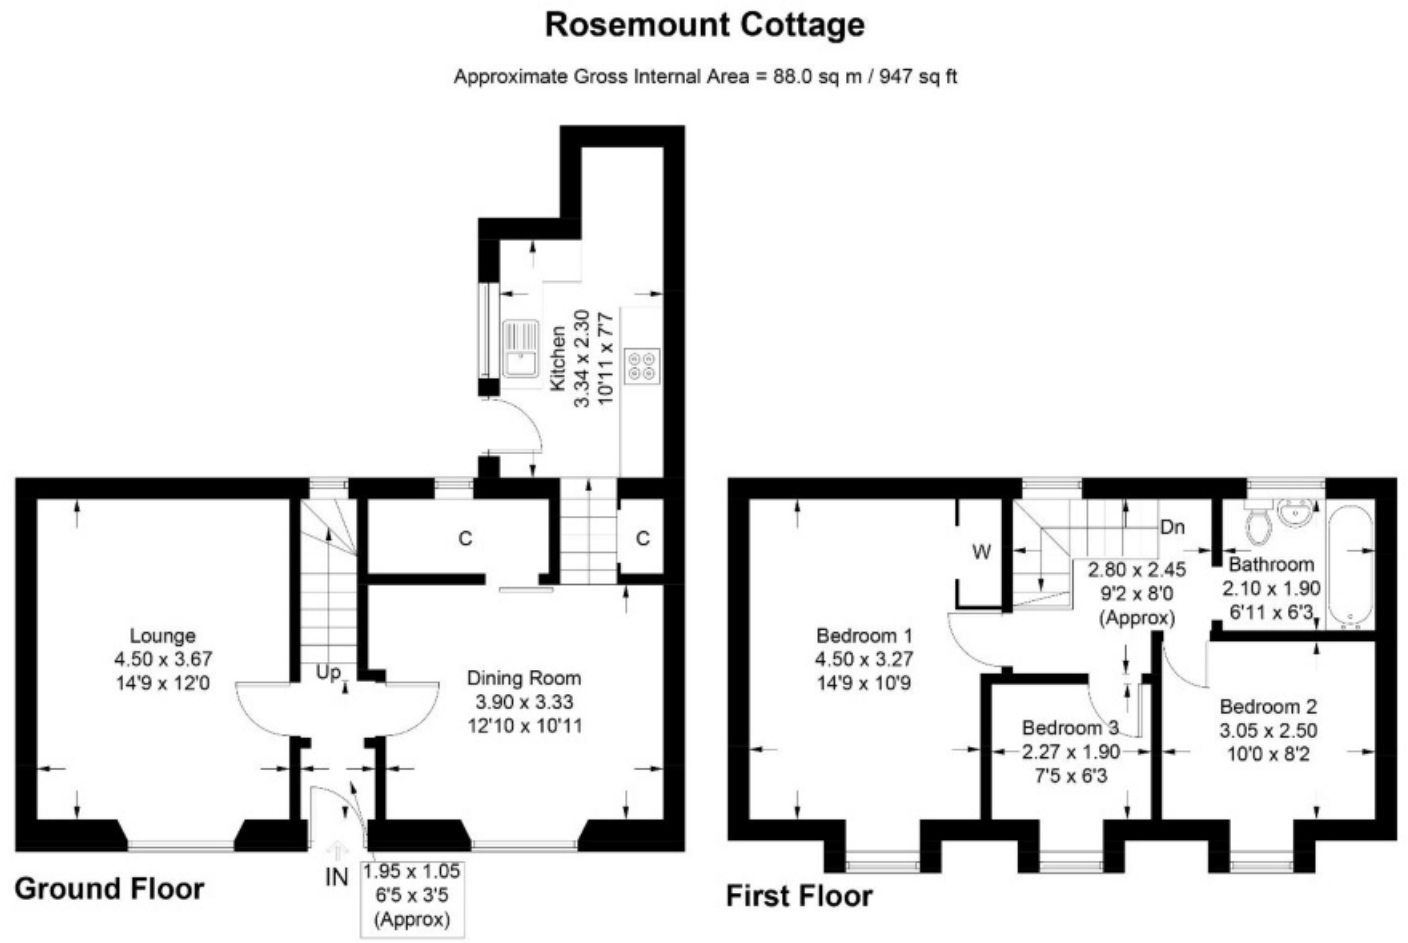 Rosemount Cottage
Approximate Gross Internal Area = 88.0 sq m / 947 sq ft
Kitchen
3.34 x 2.30
10'11 x 7'7
C
C
Lounge
4.50 x 3.67
14'9 x 12'0
Up
Dining Room
3.90 x 3.33
12'10 x 10'11
IN
1.95 x 1.05
6'5 x 3'5
(Approx)
Ground Floor
W
Dn
2.80 x 2.45
9'2 x 8'0
(Approx)
Bathroom
2.10 x 1.90
6'11 x 6'3
Bedroom 1
4.50 x 3.27
14'9 x 10'9
Bedroom 3
2.27 x 1.90
7'5 x 6'3
Bedroom 2
3.05 x 2.50
10'0 x 8'2
First Floor